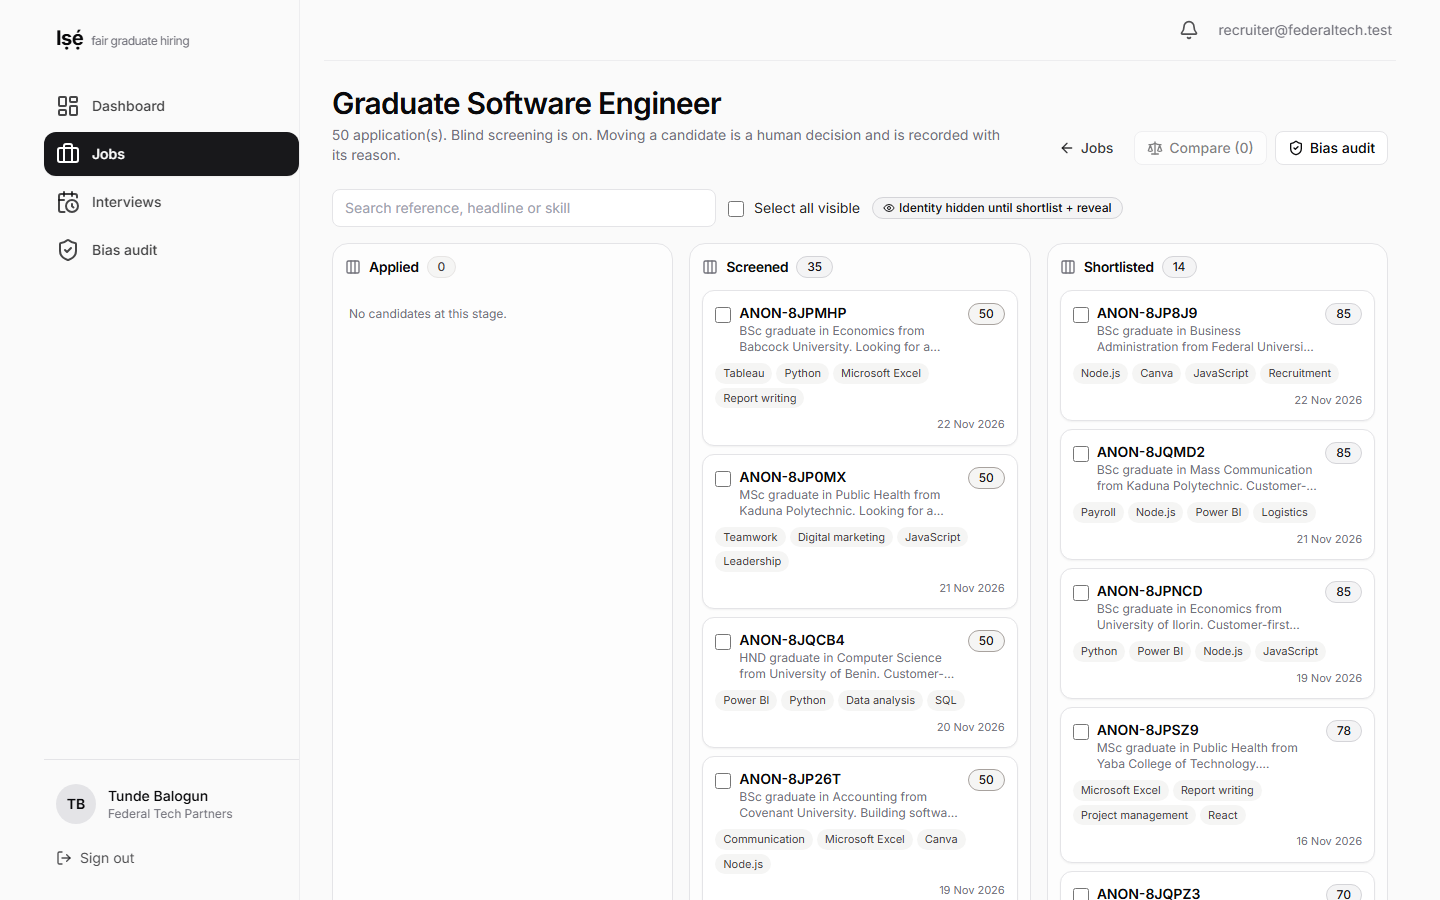 Iṣẹ́ fair graduate hiring
Dashboard
Jobs
Interviews
Bias audit
TB
Tunde Balogun
Federal Tech Partners
Sign out
recruiter@federaltech.test
Graduate Software Engineer
50 application(s). Blind screening is on. Moving a candidate is a human decision and is recorded with
its reason.
Jobs
Compare (0)
Bias audit
Search reference, headline or skill
Select all visible
Identity hidden until shortlist + reveal
Applied 0
No candidates at this stage.
Screened 35
ANON-8JPMHP 50
BSc graduate in Economics from
Babcock University. Looking for a...
Tableau Python Microsoft Excel
Report writing
22 Nov 2026
ANON-8JP0MX 50
MSc graduate in Public Health from
Kaduna Polytechnic. Looking for a...
Teamwork Digital marketing JavaScript
Leadership
21 Nov 2026
ANON-8JQCB4 50
HND graduate in Computer Science
from University of Benin. Customer-...
Power BI Python Data analysis SQL
20 Nov 2026
ANON-8JP26T 50
BSc graduate in Accounting from
Covenant University. Building softwa...
Communication Microsoft Excel Canva
Node.js
19 Nov 2026
Shortlisted 14
ANON-8JP8J9 85
BSc graduate in Business
Administration from Federal Universi...
Node.js Canva JavaScript Recruitment
22 Nov 2026
ANON-8JQMD2 85
BSc graduate in Mass Communication
from Kaduna Polytechnic. Customer-...
Payroll Node.js Power BI Logistics
21 Nov 2026
ANON-8JPNCD 85
BSc graduate in Economics from
University of Ilorin. Customer-first...
Python Power BI Node.js JavaScript
19 Nov 2026
ANON-8JPSZ9 78
MSc graduate in Public Health from
Yaba College of Technology....
Microsoft Excel Report writing
Project management React
16 Nov 2026
ANON-8JQPZ3 70